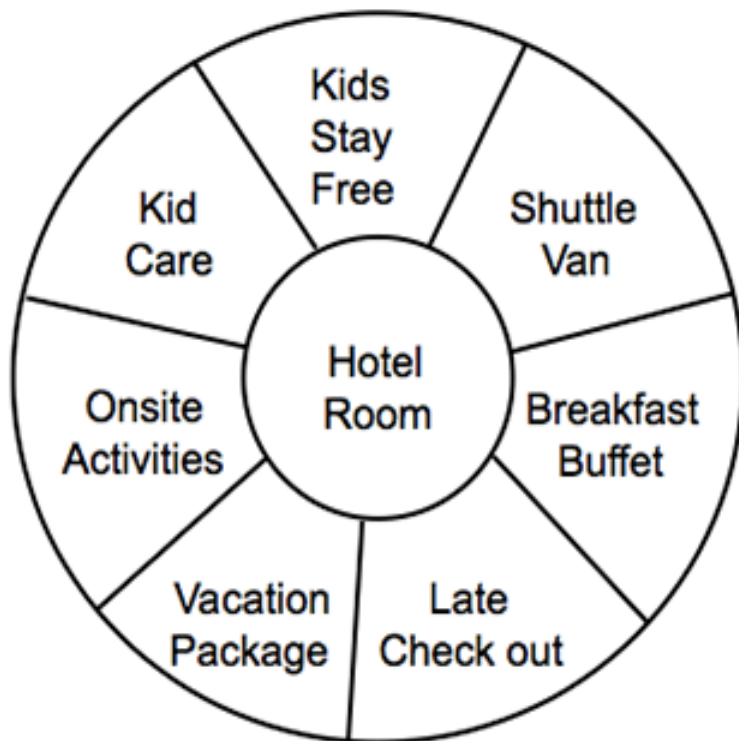 Kids
Stay
Free
Shuttle
Van
Breakfast
Buffet
Late
Check out
Vacation
Package
Onsite
Activities
Kid
Care
Hotel
Room